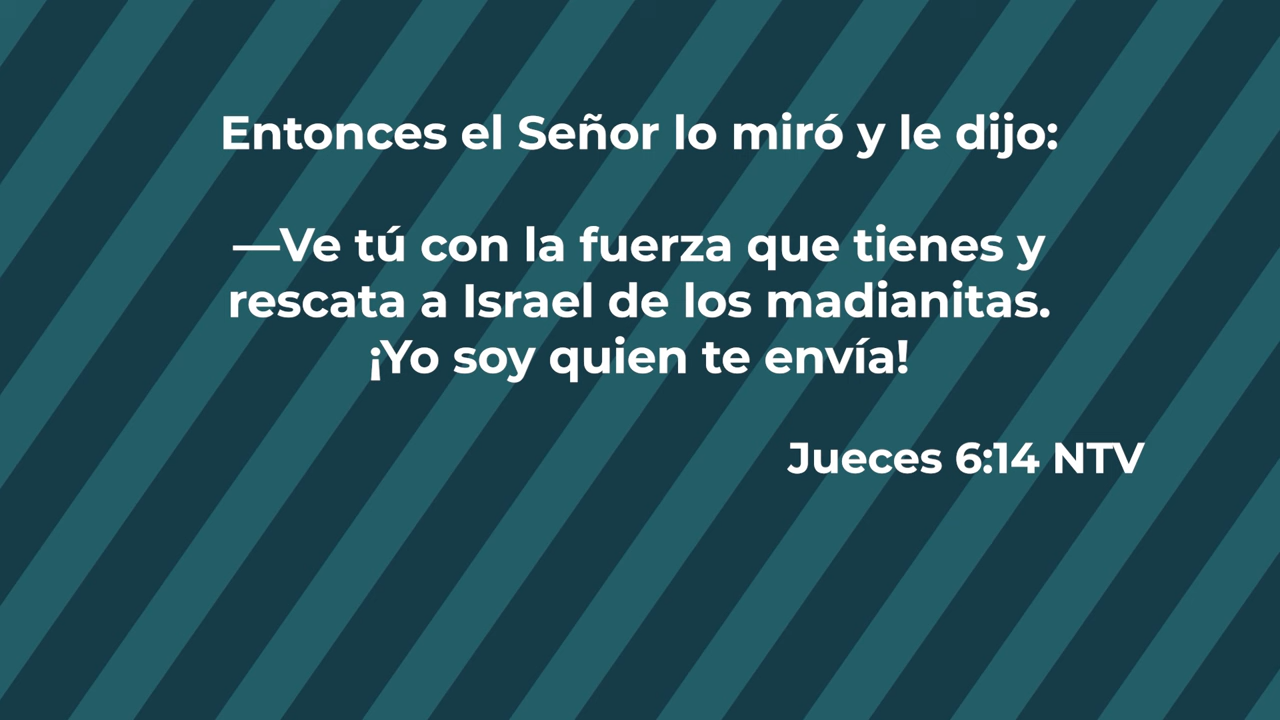 Entonces el Señor lo miró y le dijo:
—Ve tú con la fuerza que tienes y
rescata a Israel de los madianitas.
¡Yo soy quien te envía!
Jueces 6:14 NTV